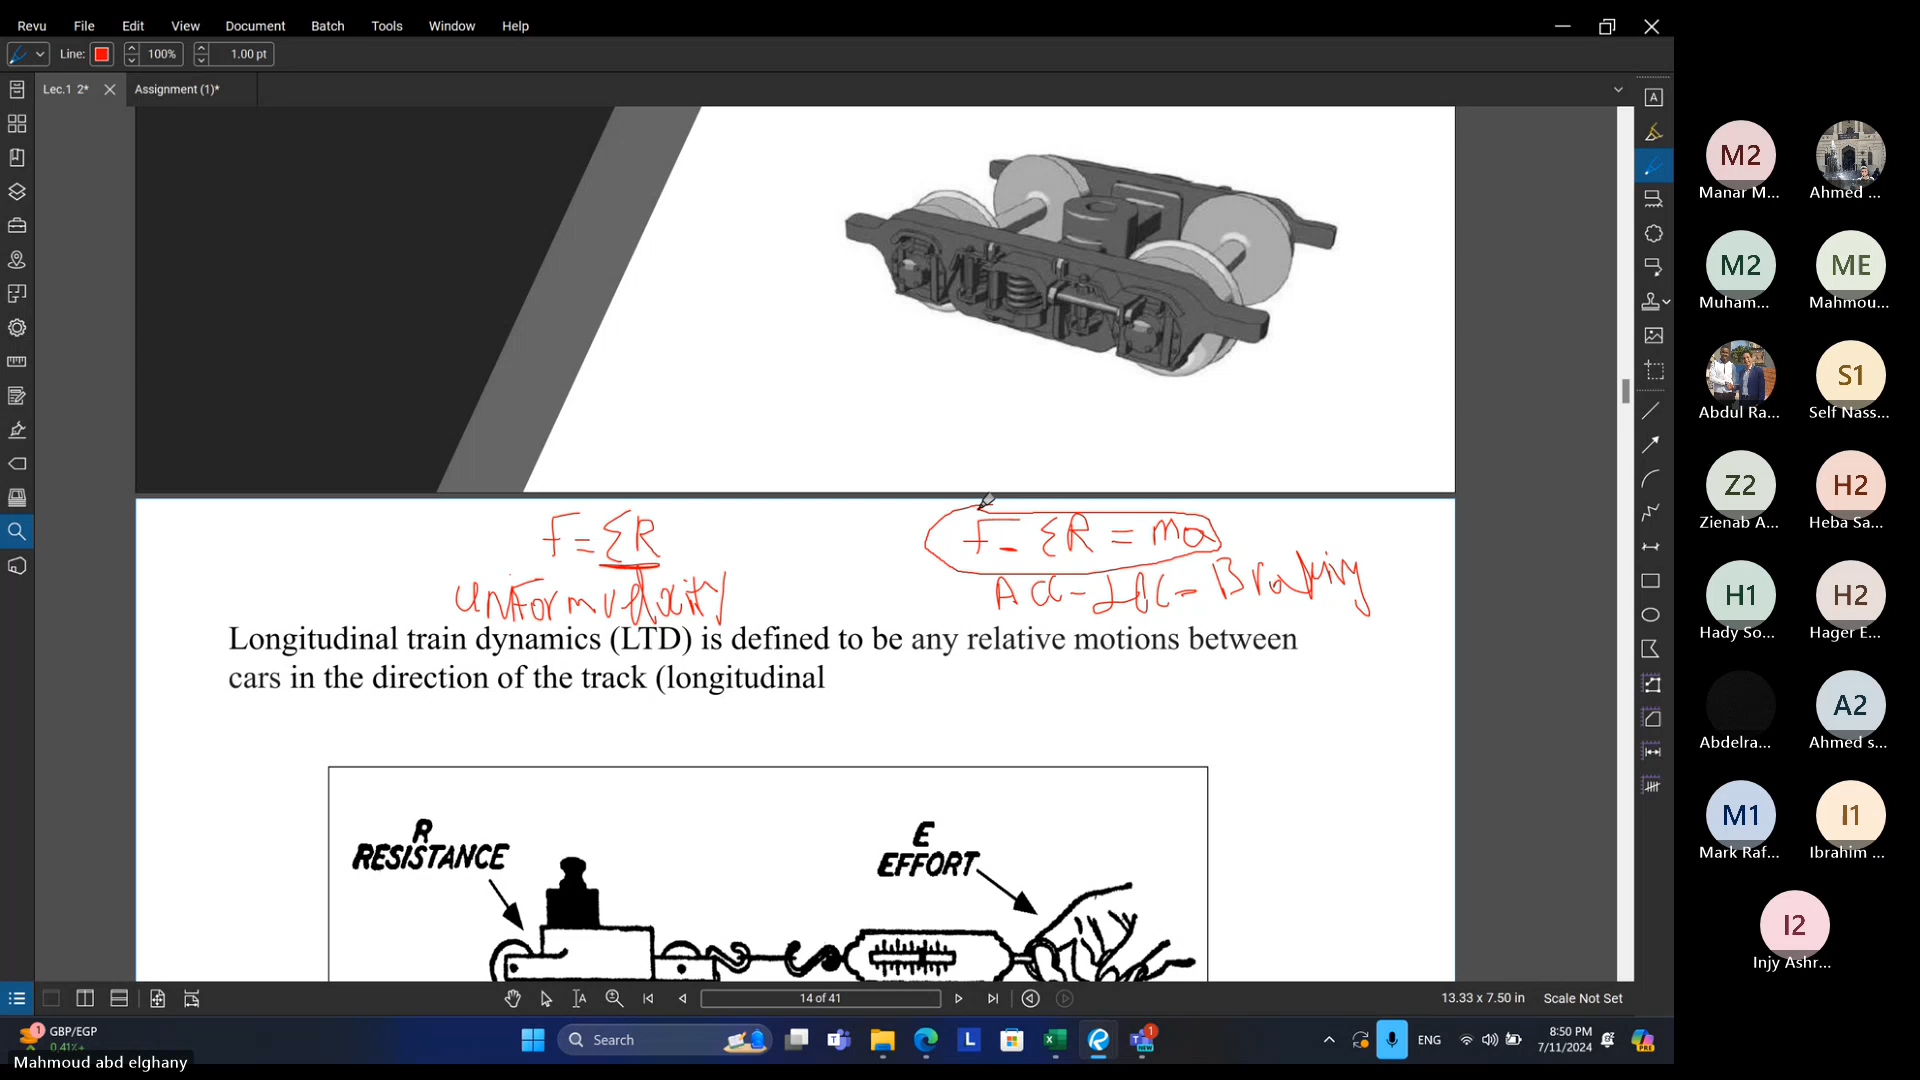 Revu File Edit View Document Batch Tools Window Help
Line: 100% 1.00 pt
Lec.1 2* Assignment (1)*
F = ΣR
F - ΣR = ma
uniform velocity
Acc - Dec - Braking
Longitudinal train dynamics (LTD) is defined to be any relative motions between
cars in the direction of the track (longitudinal
R
RESISTANCE
E
EFFORT
14 of 41
13.33 x 7.50 in Scale Not Set
GBP/EGP
0.41%
Search
ENG
8:50 PM
7/11/2024
Mahmoud abd elghany
M2
Manar M...
Ahmed ...
M2
Muham...
ME
Mahmou...
Abdul Ra...
S1
Self Nass...
Z2
Zienab A...
H2
Heba Sa...
H1
Hady So...
H2
Hager E...
Abdelra...
A2
Ahmed s...
M1
Mark Raf...
I1
Ibrahim ...
I2
Injy Ashr...